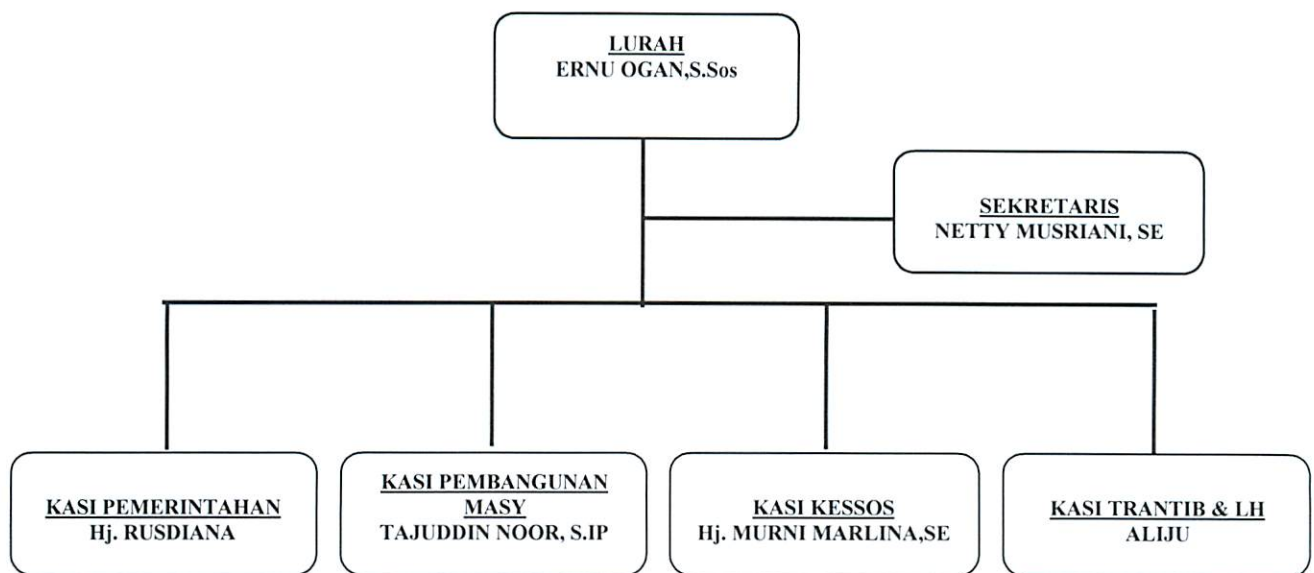 LURAH
ERNU OGAN,S.Sos
SEKRETARIS
NETTY MUSRIANI, SE
KASI PEMERINTAHAN
Hj. RUSDIANA
KASI PEMBANGUNAN
MASY
TAJUDDIN NOOR, S.IP
KASI KESSOS
Hj. MURNI MARLINA,SE
KASI TRANTIB & LH
ALIJU